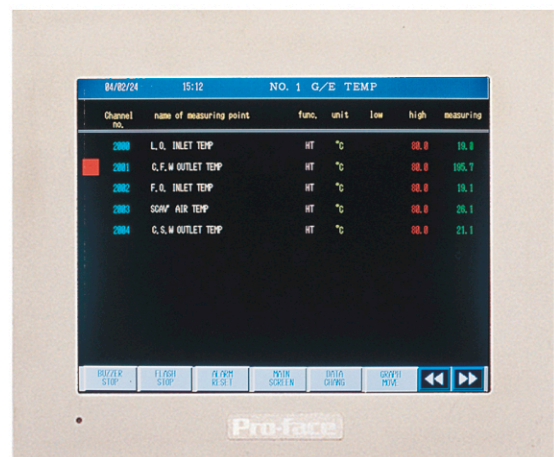 04/02/24 15:12 NO. 1 G/E TEMP
Channel no. name of measuring point func. unit low high measuring
2000 L.O. INLET TEMP HT °C 80.0 19.8
2001 C.F.W OUTLET TEMP HT °C 80.0 195.7
2002 F.O. INLET TEMP HT °C 80.0 19.1
2003 SCAV' AIR TEMP HT °C 80.0 20.1
2004 C.S.W OUTLET TEMP HT °C 80.0 21.1
BUZZER STOP FLASH STOP ALARM RESET MAIN SCREEN DATA CHANG GRAPH MOVE
Pro-face